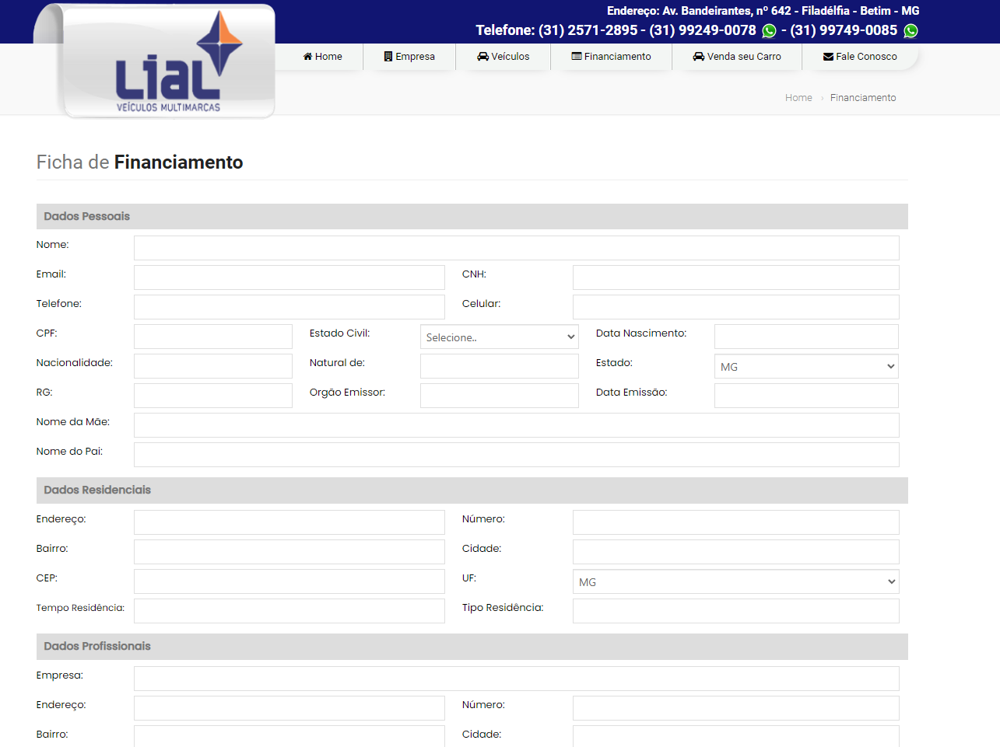 Endereço: Av. Bandeirantes, nº 642 - Filadélfia - Betim - MG
Telefone: (31) 2571-2895 - (31) 99249-0078 - (31) 99749-0085
LiaL
VEÍCULOS MULTIMARCAS
Home Empresa Veículos Financiamento Venda seu Carro Fale Conosco
Home › Financiamento
Ficha de Financiamento
Dados Pessoais
Nome:
Email: CNH:
Telefone: Celular:
CPF: Estado Civil: Selecione.. Data Nascimento:
Nacionalidade: Natural de: Estado: MG
RG: Orgão Emissor: Data Emissão:
Nome da Mãe:
Nome do Pai:
Dados Residenciais
Endereço: Número:
Bairro: Cidade:
CEP: UF: MG
Tempo Residência: Tipo Residência:
Dados Profissionais
Empresa:
Endereço: Número:
Bairro: Cidade: